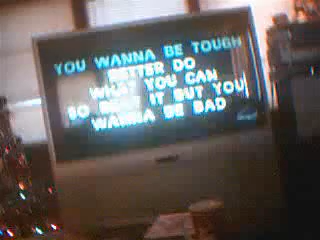 YOU WANNA BE TOUGH
BETTER DO
WHAT YOU CAN
SO BEAT IT BUT YOU
WANNA BE BAD